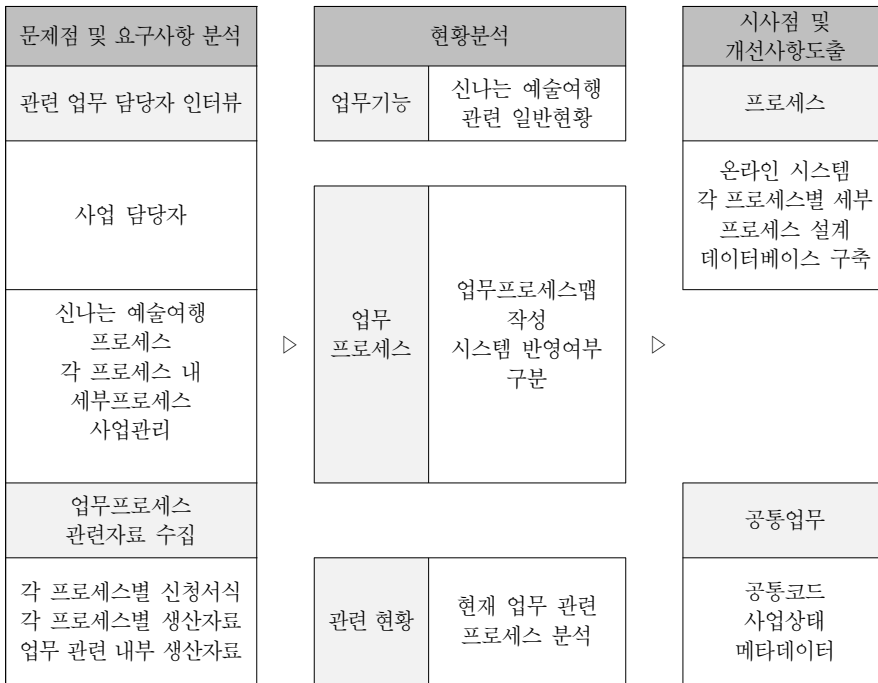 문제점 및 요구사항 분석
관련 업무 담당자 인터뷰
사업 담당자
신나는 예술여행
프로세스
각 프로세스 내
세부프로세스
사업관리
업무프로세스
관련자료 수집
각 프로세스별 신청서식
각 프로세스별 생산자료
업무 관련 내부 생산자료
▷
현황분석
업무기능
신나는 예술여행
관련 일반현황
업무
프로세스
업무프로세스맵
작성
시스템 반영여부
구분
관련 현황
현재 업무 관련
프로세스 분석
▷
시사점 및
개선사항도출
프로세스
온라인 시스템
각 프로세스별 세부
프로세스 설계
데이터베이스 구축
공통업무
공통코드
사업상태
메타데이터